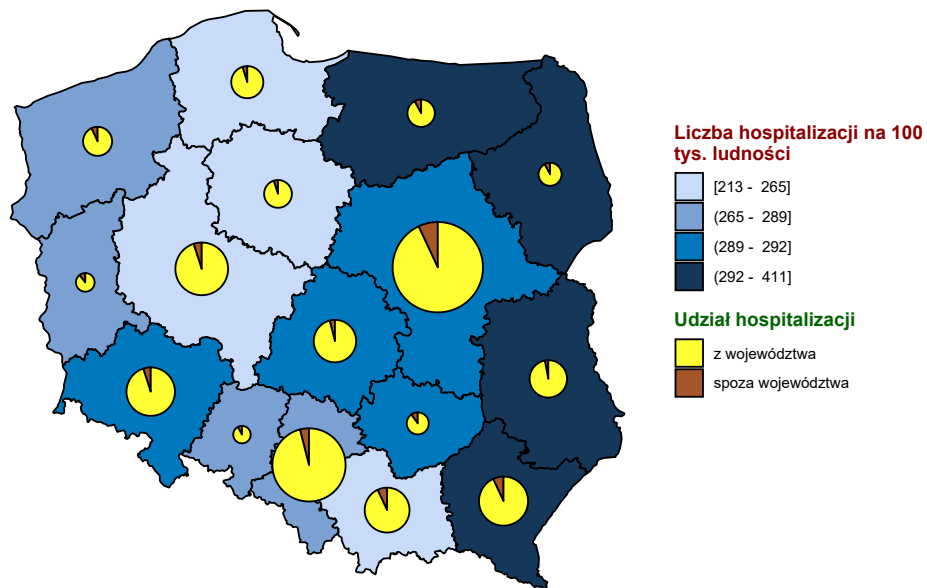 Liczba hospitalizacji na 100
tys. ludności
[213 - 265]
(265 - 289]
(289 - 292]
(292 - 411]
Udział hospitalizacji
z województwa
spoza województwa